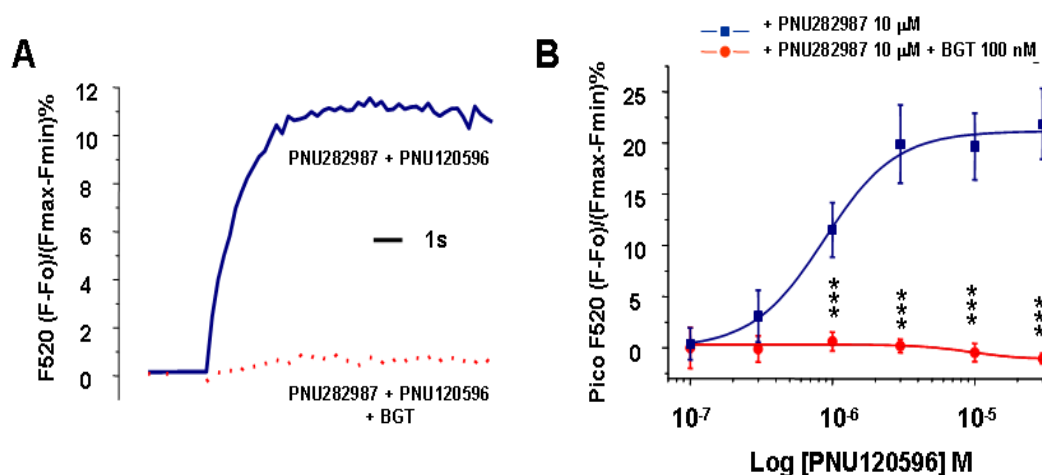 A
F520 (F-Fo)/(Fmax-Fmin)%
12
10
8
6
4
2
0
PNU282987 + PNU120596
1s
PNU282987 + PNU120596
+ BGT
B
+ PNU282987 10 µM
+ PNU282987 10 µM + BGT 100 nM
Pico F520 (F-Fo)/(Fmax-Fmin)%
25
20
15
10
5
0
***
***
***
***
10-7
10-6
10-5
Log [PNU120596] M